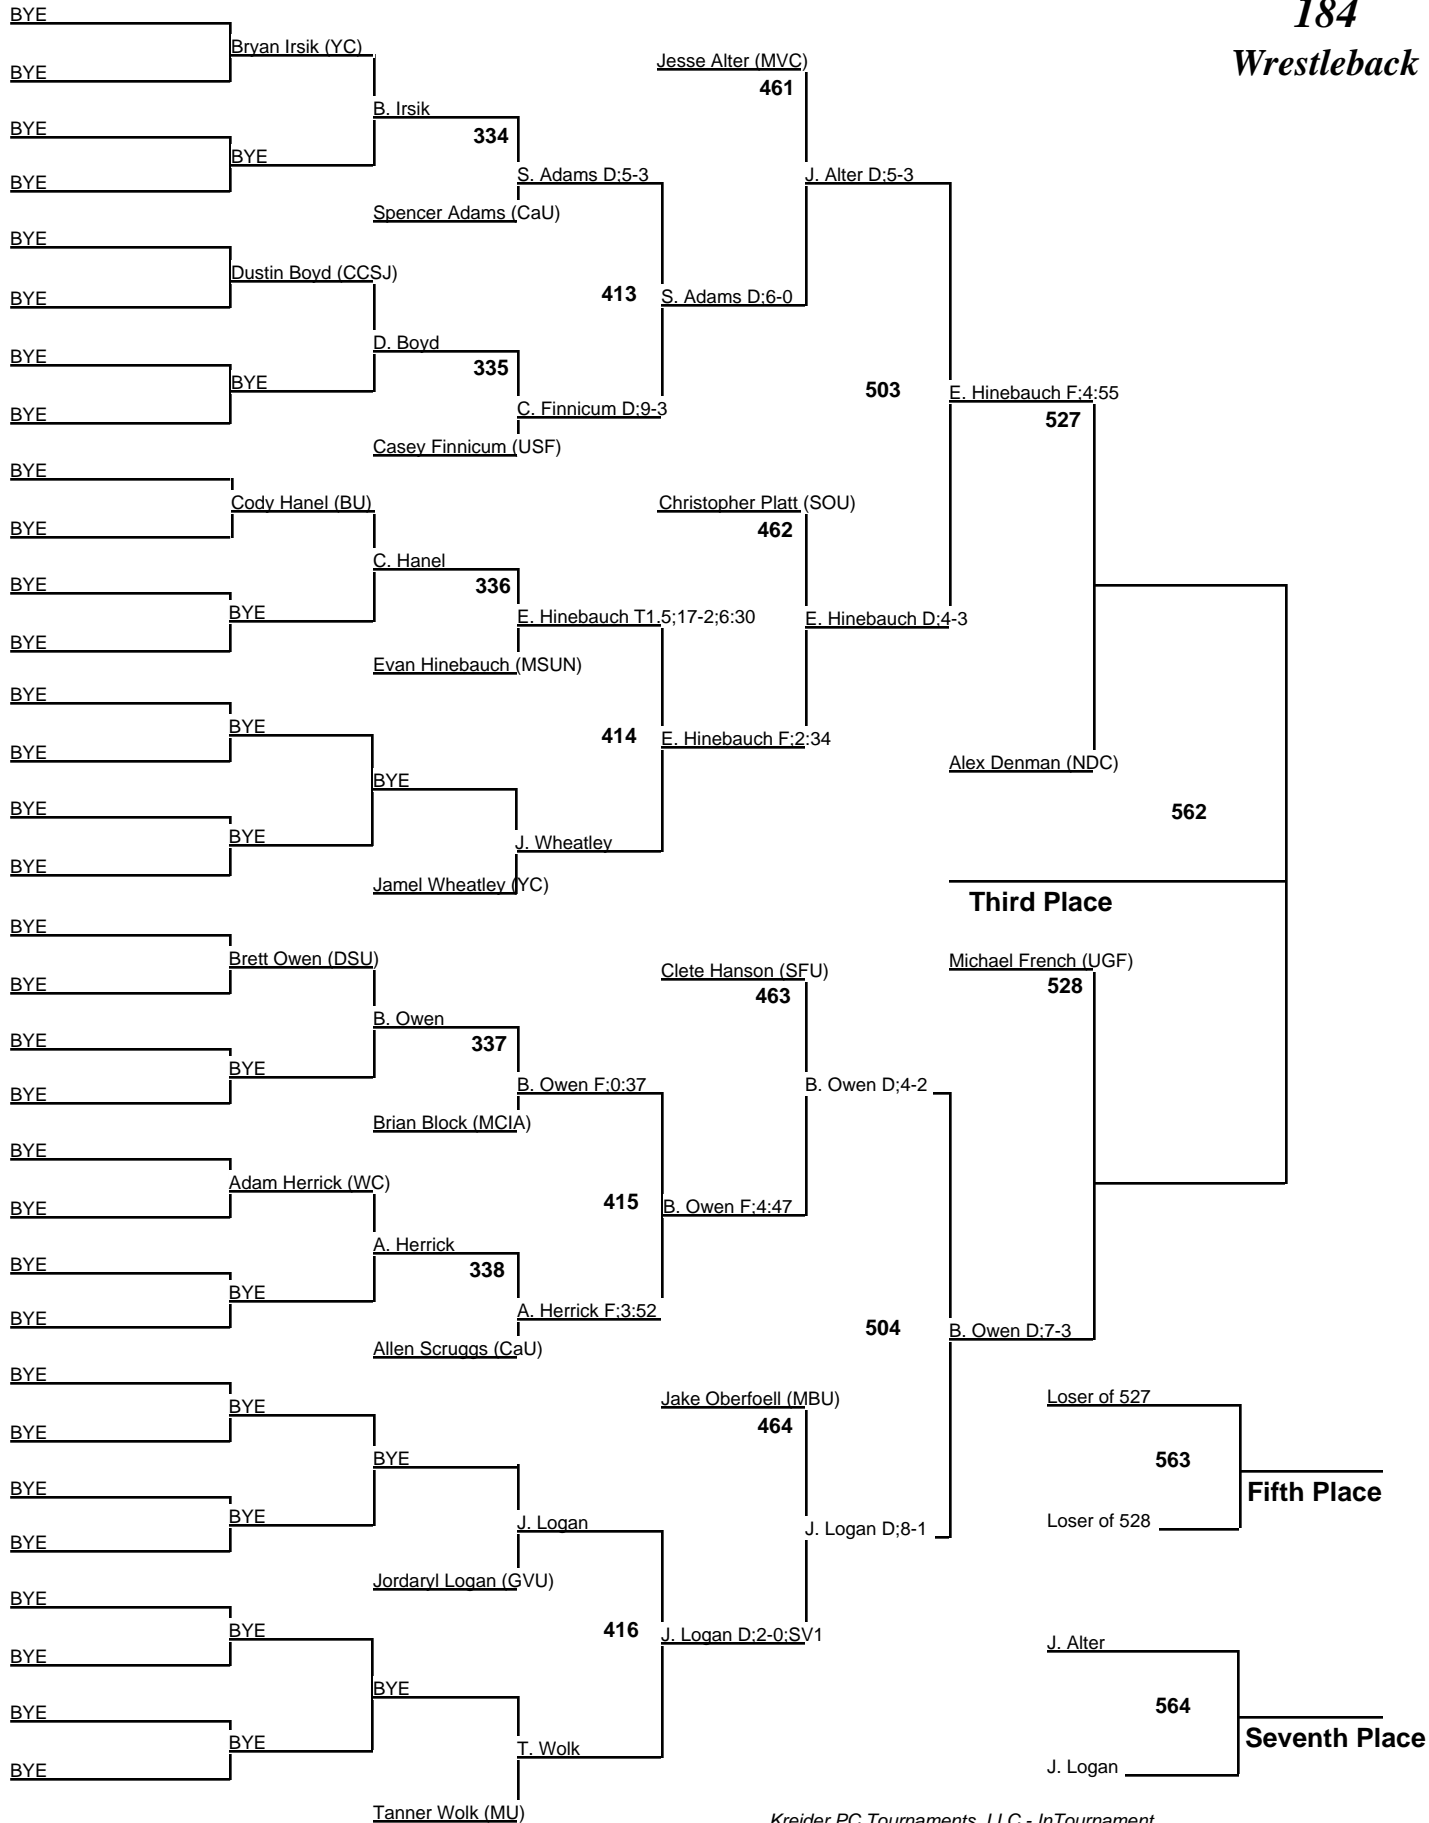 184
Wrestleback
BYE
Bryan Irsik (YC)
BYE
Jesse Alter (MVC)
461
B. Irsik
334
BYE
BYE
BYE
S. Adams D;5-3
J. Alter D;5-3
Spencer Adams (CaU)
BYE
Dustin Boyd (CCSJ)
BYE
413
S. Adams D;6-0
D. Boyd
335
BYE
BYE
BYE
503
E. Hinebauch F;4:55
527
C. Finnicum D;9-3
Casey Finnicum (USF)
BYE
Cody Hanel (BU)
BYE
Christopher Platt (SOU)
462
C. Hanel
336
BYE
BYE
BYE
E. Hinebauch T1.5;17-2;6:30
E. Hinebauch D;4-3
Evan Hinebauch (MSUN)
BYE
BYE
BYE
414
E. Hinebauch F;2:34
Alex Denman (NDC)
BYE
562
BYE
BYE
BYE
J. Wheatley
Jamel Wheatley (YC)
Third Place
BYE
Brett Owen (DSU)
BYE
Clete Hanson (SFU)
463
Michael French (UGF)
528
B. Owen
337
BYE
BYE
BYE
B. Owen F;0:37
B. Owen D;4-2
Brian Block (MCIA)
BYE
Adam Herrick (WC)
BYE
415
B. Owen F;4:47
A. Herrick
338
BYE
BYE
BYE
A. Herrick F;3:52
504
B. Owen D;7-3
Allen Scruggs (CaU)
BYE
BYE
BYE
Jake Oberfoell (MBU)
464
Loser of 527
BYE
563
Fifth Place
BYE
BYE
BYE
J. Logan
J. Logan D;8-1
Loser of 528
Jordaryl Logan (GVU)
BYE
BYE
BYE
416
J. Logan D;2-0;SV1
J. Alter
BYE
564
Seventh Place
BYE
BYE
BYE
T. Wolk
J. Logan
Tanner Wolk (MU)
Kreider PC Tournaments, LLC - InTournament